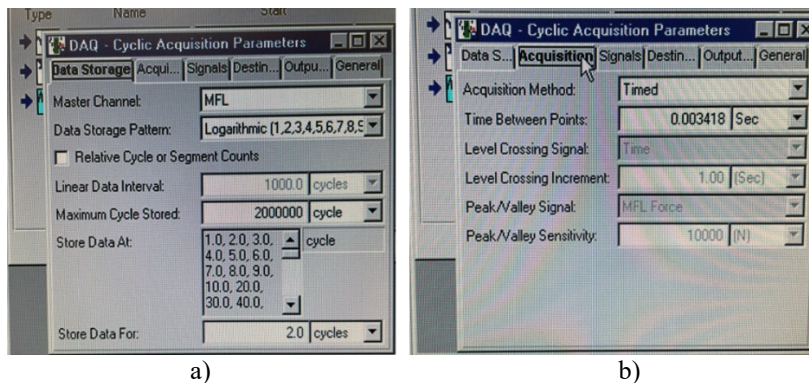 Type Name Start
DAQ - Cyclic Acquisition Parameters
Data Storage Acqui... Signals Destin... Outpu... General
Master Channel: MFL
Data Storage Pattern: Logarithmic (1,2,3,4,5,6,7,8,9
Relative Cycle or Segment Counts
Linear Data Interval: 1000.0 cycles
Maximum Cycle Stored: 2000000 cycle
Store Data At: 1.0, 2.0, 3.0, cycle
4.0, 5.0, 6.0,
7.0, 8.0, 9.0,
10.0, 20.0,
30.0, 40.0,
Store Data For: 2.0 cycles
a)
DAQ - Cyclic Acquisition Parameters
Data S... Acquisition Signals Destin... Output... General
Acquisition Method: Timed
Time Between Points: 0.003418 Sec
Level Crossing Signal: Time
Level Crossing Increment: 1.00 (Sec)
Peak/Valley Signal: MFL Force
Peak/Valley Sensitivity: 10000 (N)
b)